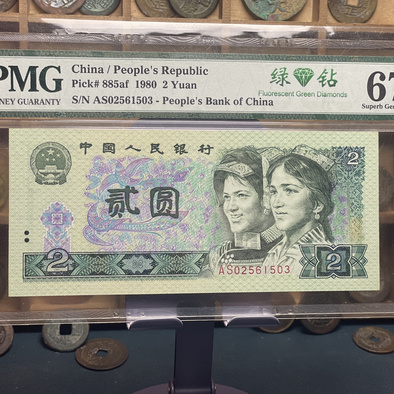 PMG
NEY GUARANTY
China / People's Republic
Pick# 885af 1980 2 Yuan
S/N AS02561503 - People's Bank of China
绿 钻
Fluorescent Green Diamonds
67
Superb Gem
中国人民银行
贰圆
2
AS02561503
2
2